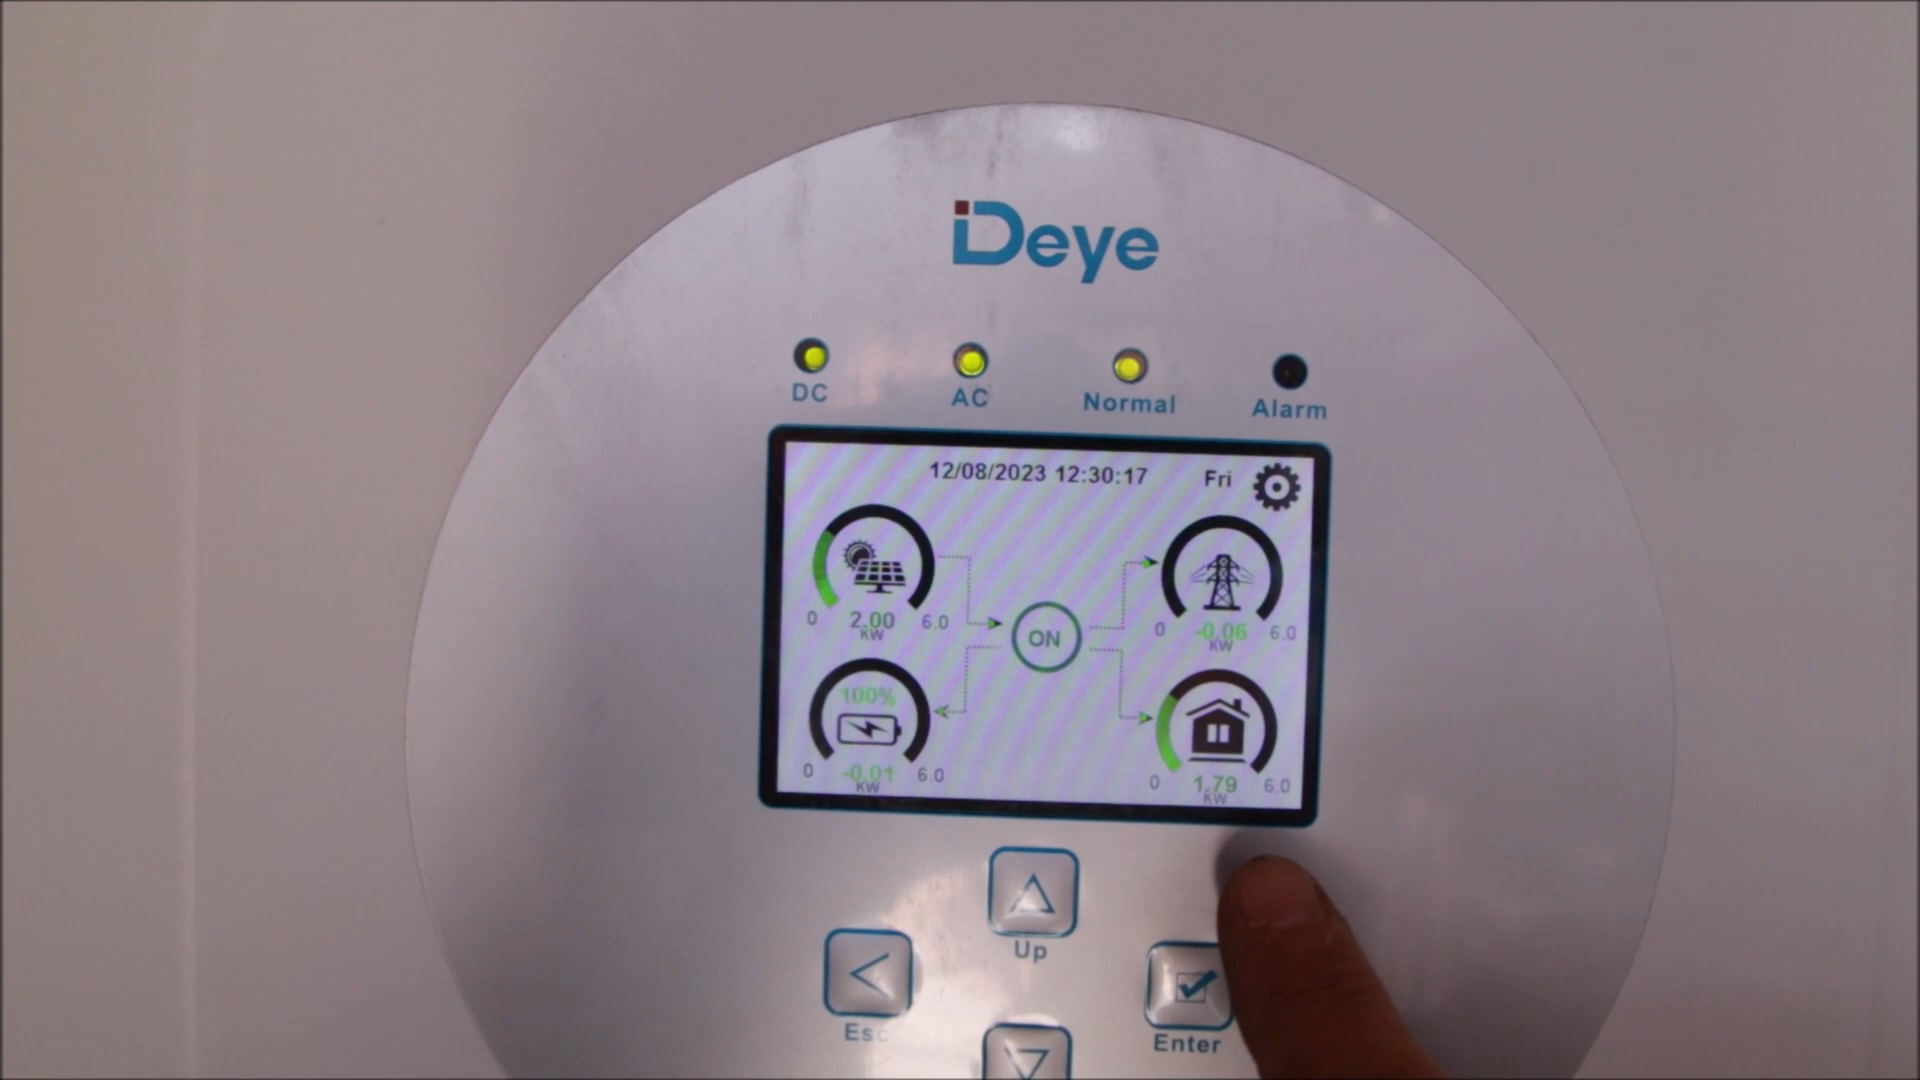 Deye
DC AC Normal Alarm
12/08/2023 12:30:17 Fri
0 2.00 6.0
KW
ON
0 -0.06 6.0
KW
100%
0 -0.01 6.0
KW
0 1.79 6.0
KW
Up
Esc
Enter